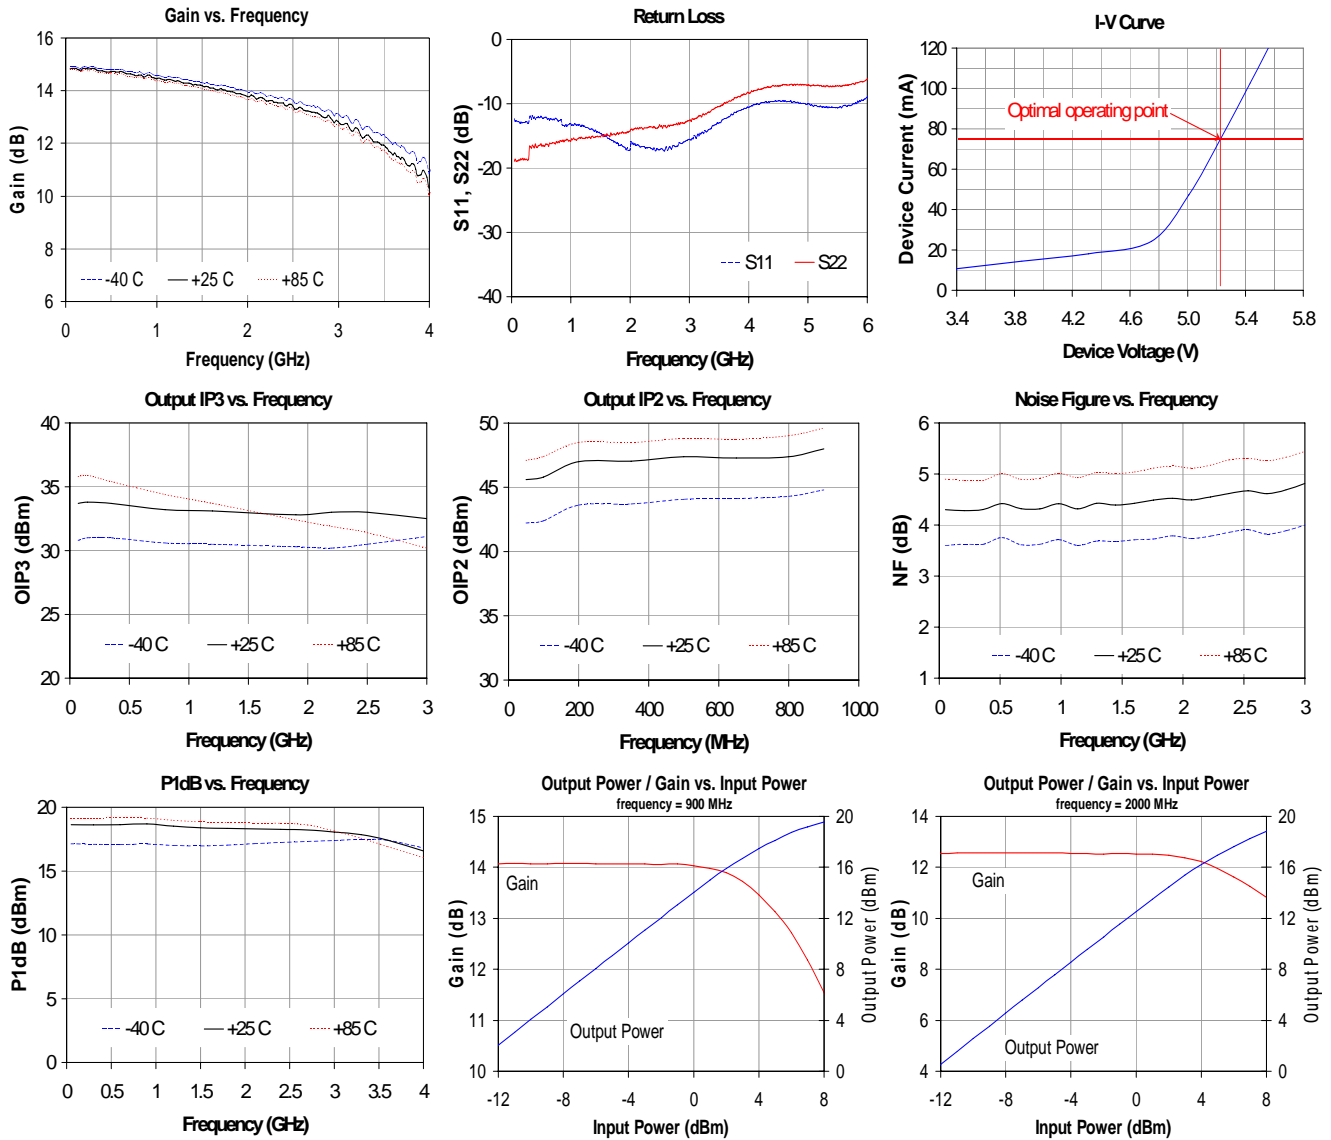 Gain vs. Frequency
16
14
12
10
8
6
Gain (dB)
-40 C +25 C +85 C
0 1 2 3 4
Frequency (GHz)
Return Loss
0
-10
-20
-30
-40
S11, S22 (dB)
S11 S22
0 1 2 3 4 5 6
Frequency (GHz)
I-V Curve
120
100
80
60
40
20
0
Device Current (mA)
Optimal operating point
3.4 3.8 4.2 4.6 5.0 5.4 5.8
Device Voltage (V)
Output IP3 vs. Frequency
40
35
30
25
20
OIP3 (dBm)
-40 C +25 C +85 C
0 0.5 1 1.5 2 2.5 3
Frequency (GHz)
Output IP2 vs. Frequency
50
45
40
35
30
OIP2 (dBm)
-40 C +25 C +85 C
0 200 400 600 800 1000
Frequency (MHz)
Noise Figure vs. Frequency
6
5
4
3
2
1
NF (dB)
-40 C +25 C +85 C
0 0.5 1 1.5 2 2.5 3
Frequency (GHz)
P1dB vs. Frequency
20
15
10
5
0
P1dB (dBm)
-40 C +25 C +85 C
0 0.5 1 1.5 2 2.5 3 3.5 4
Frequency (GHz)
Output Power / Gain vs. Input Power
frequency = 900 MHz
15
14
13
12
11
10
Gain (dB)
Gain
Output Power
20
16
12
8
4
0
Output Power (dBm)
-12 -8 -4 0 4 8
Input Power (dBm)
Output Power / Gain vs. Input Power
frequency = 2000 MHz
14
12
10
8
6
4
Gain (dB)
Gain
Output Power
20
16
12
8
4
0
Output Power (dBm)
-12 -8 -4 0 4 8
Input Power (dBm)